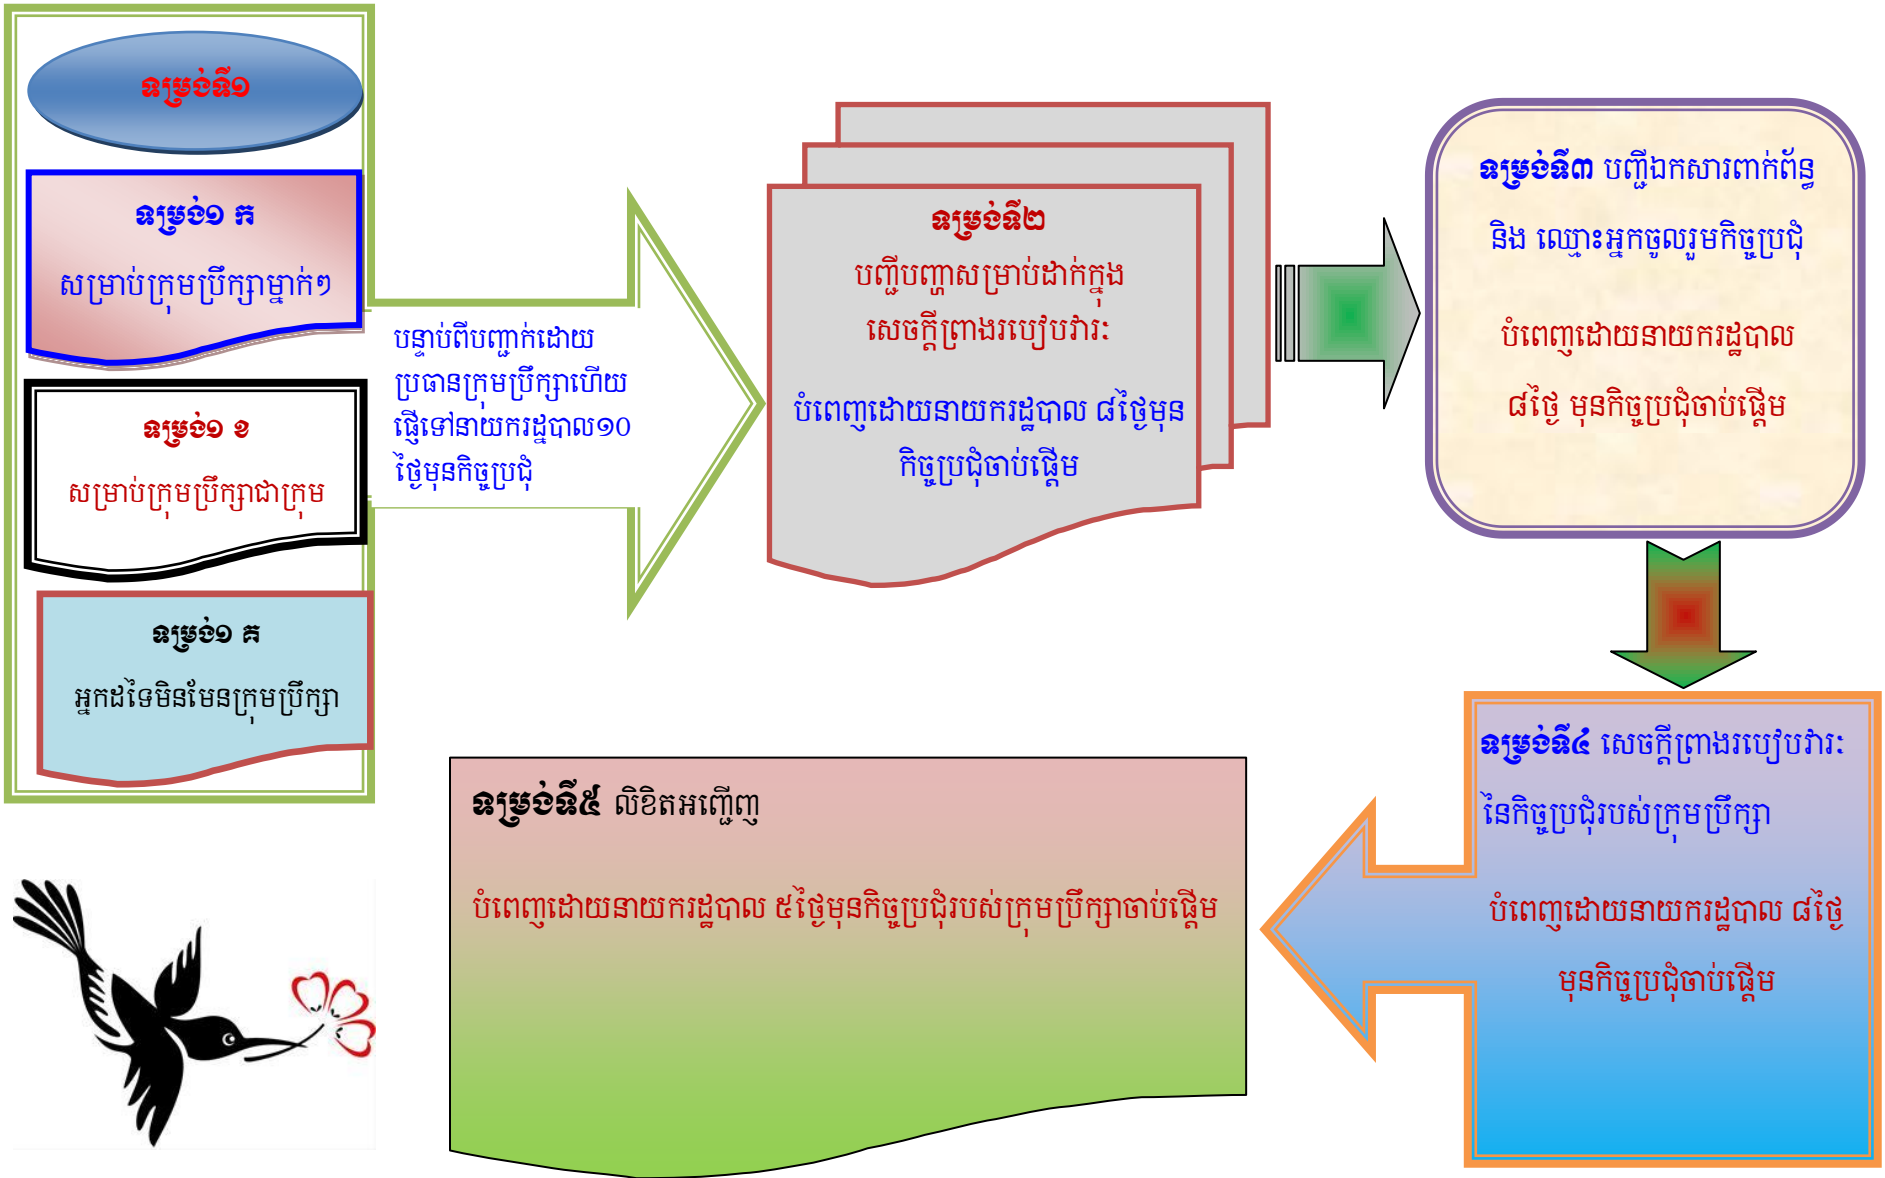 ទម្រង់ទី១
ទម្រង់១ ក
សម្រាប់ក្រុមប្រឹក្សាម្នាក់ៗ
ទម្រង់១ ខ
សម្រាប់ក្រុមប្រឹក្សាជាក្រុម
ទម្រង់១ គ
អ្នកដទៃមិនមែនក្រុមប្រឹក្សា
បន្ទាប់ពីបញ្ជាក់ដោយ
ប្រធានក្រុមប្រឹក្សាហើយ
ផ្ញើទៅនាយករដ្ឋបាល១០
ថ្ងៃមុនកិច្ចប្រជុំ
ទម្រង់ទី២
បញ្ជីបញ្ហាសម្រាប់ដាក់ក្នុង
សេចក្តីព្រាងរបៀបវារៈ
បំពេញដោយនាយករដ្ឋបាល ៨ថ្ងៃមុន
កិច្ចប្រជុំចាប់ផ្តើម
ទម្រង់ទី៣ បញ្ជីឯកសារពាក់ព័ន្ធ
និង ឈ្មោះអ្នកចូលរួមកិច្ចប្រជុំ
បំពេញដោយនាយករដ្ឋបាល
៨ថ្ងៃ មុនកិច្ចប្រជុំចាប់ផ្តើម
ទម្រង់ទី៤ សេចក្តីព្រាងរបៀបវារៈ
នៃកិច្ចប្រជុំរបស់ក្រុមប្រឹក្សា
បំពេញដោយនាយករដ្ឋបាល ៨ថ្ងៃ
មុនកិច្ចប្រជុំចាប់ផ្តើម
ទម្រង់ទី៥ លិខិតអញ្ជើញ
បំពេញដោយនាយករដ្ឋបាល ៥ថ្ងៃមុនកិច្ចប្រជុំរបស់ក្រុមប្រឹក្សាចាប់ផ្តើម